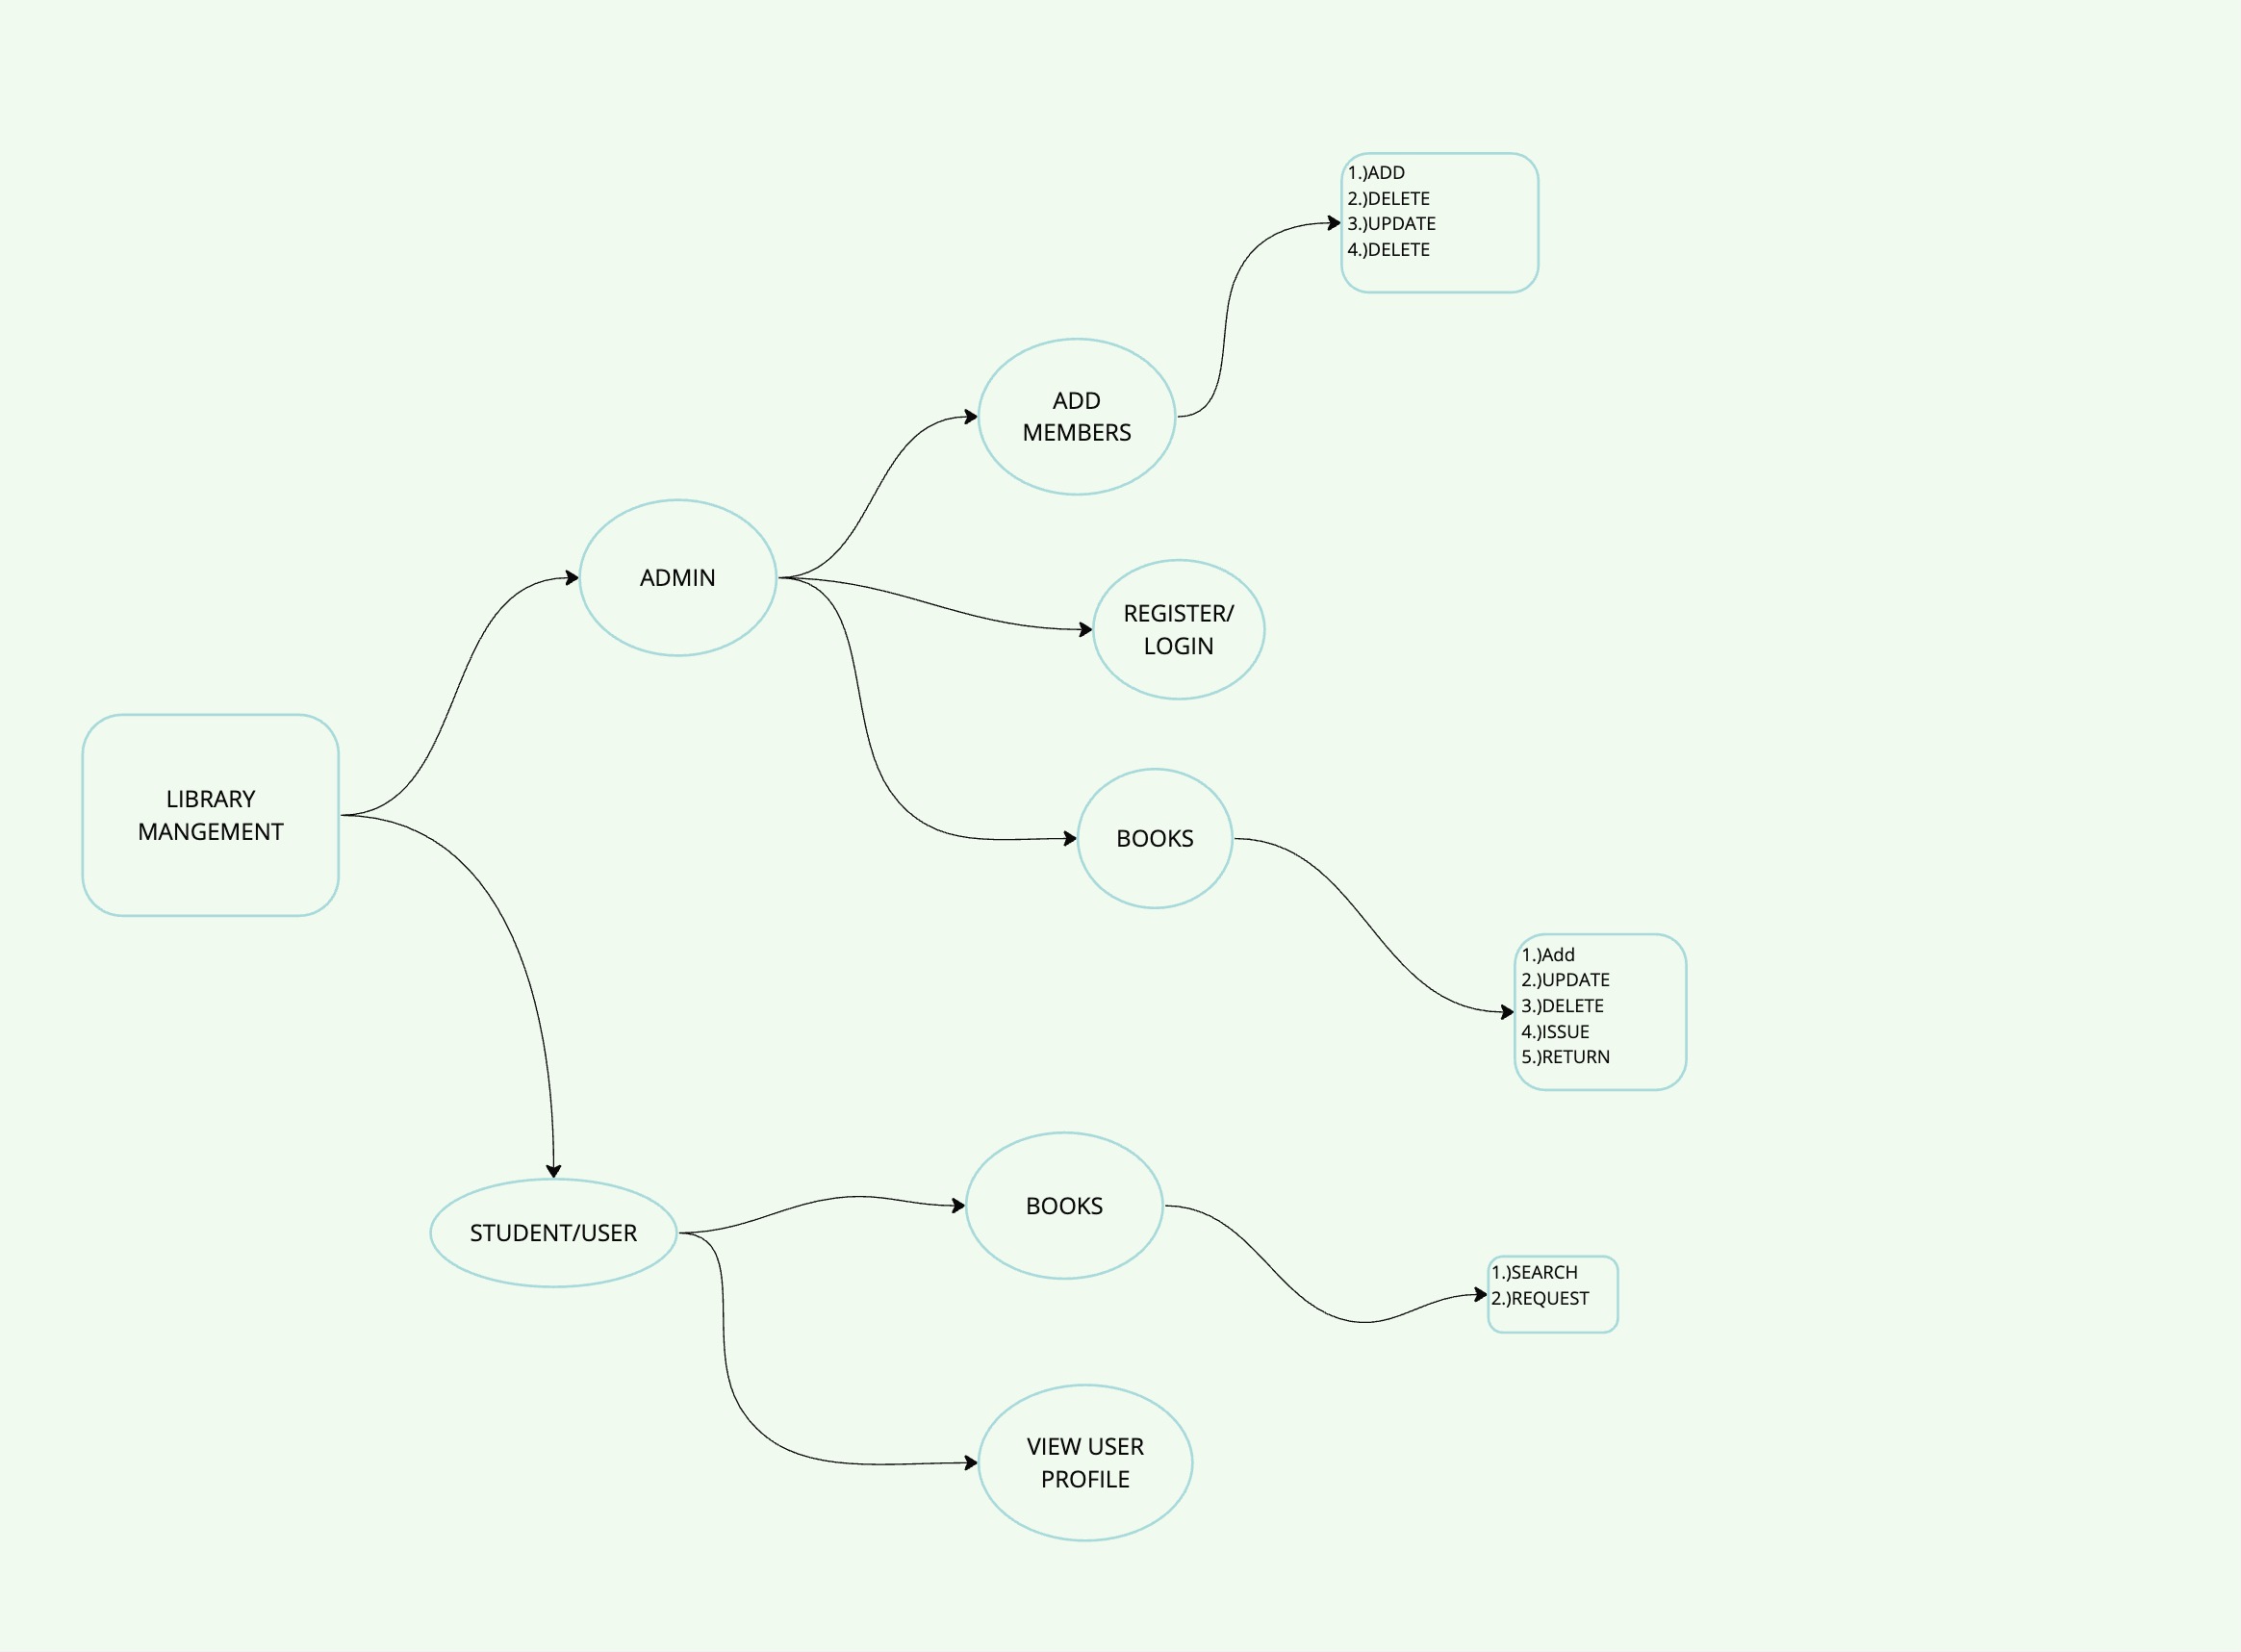 1.)ADD
2.)DELETE
3.)UPDATE
4.)DELETE
ADD
MEMBERS
ADMIN
REGISTER/
LOGIN
LIBRARY
MANGEMENT
BOOKS
1.)Add
2.)UPDATE
3.)DELETE
4.)ISSUE
5.)RETURN
STUDENT/USER
BOOKS
1.)SEARCH
2.)REQUEST
VIEW USER
PROFILE